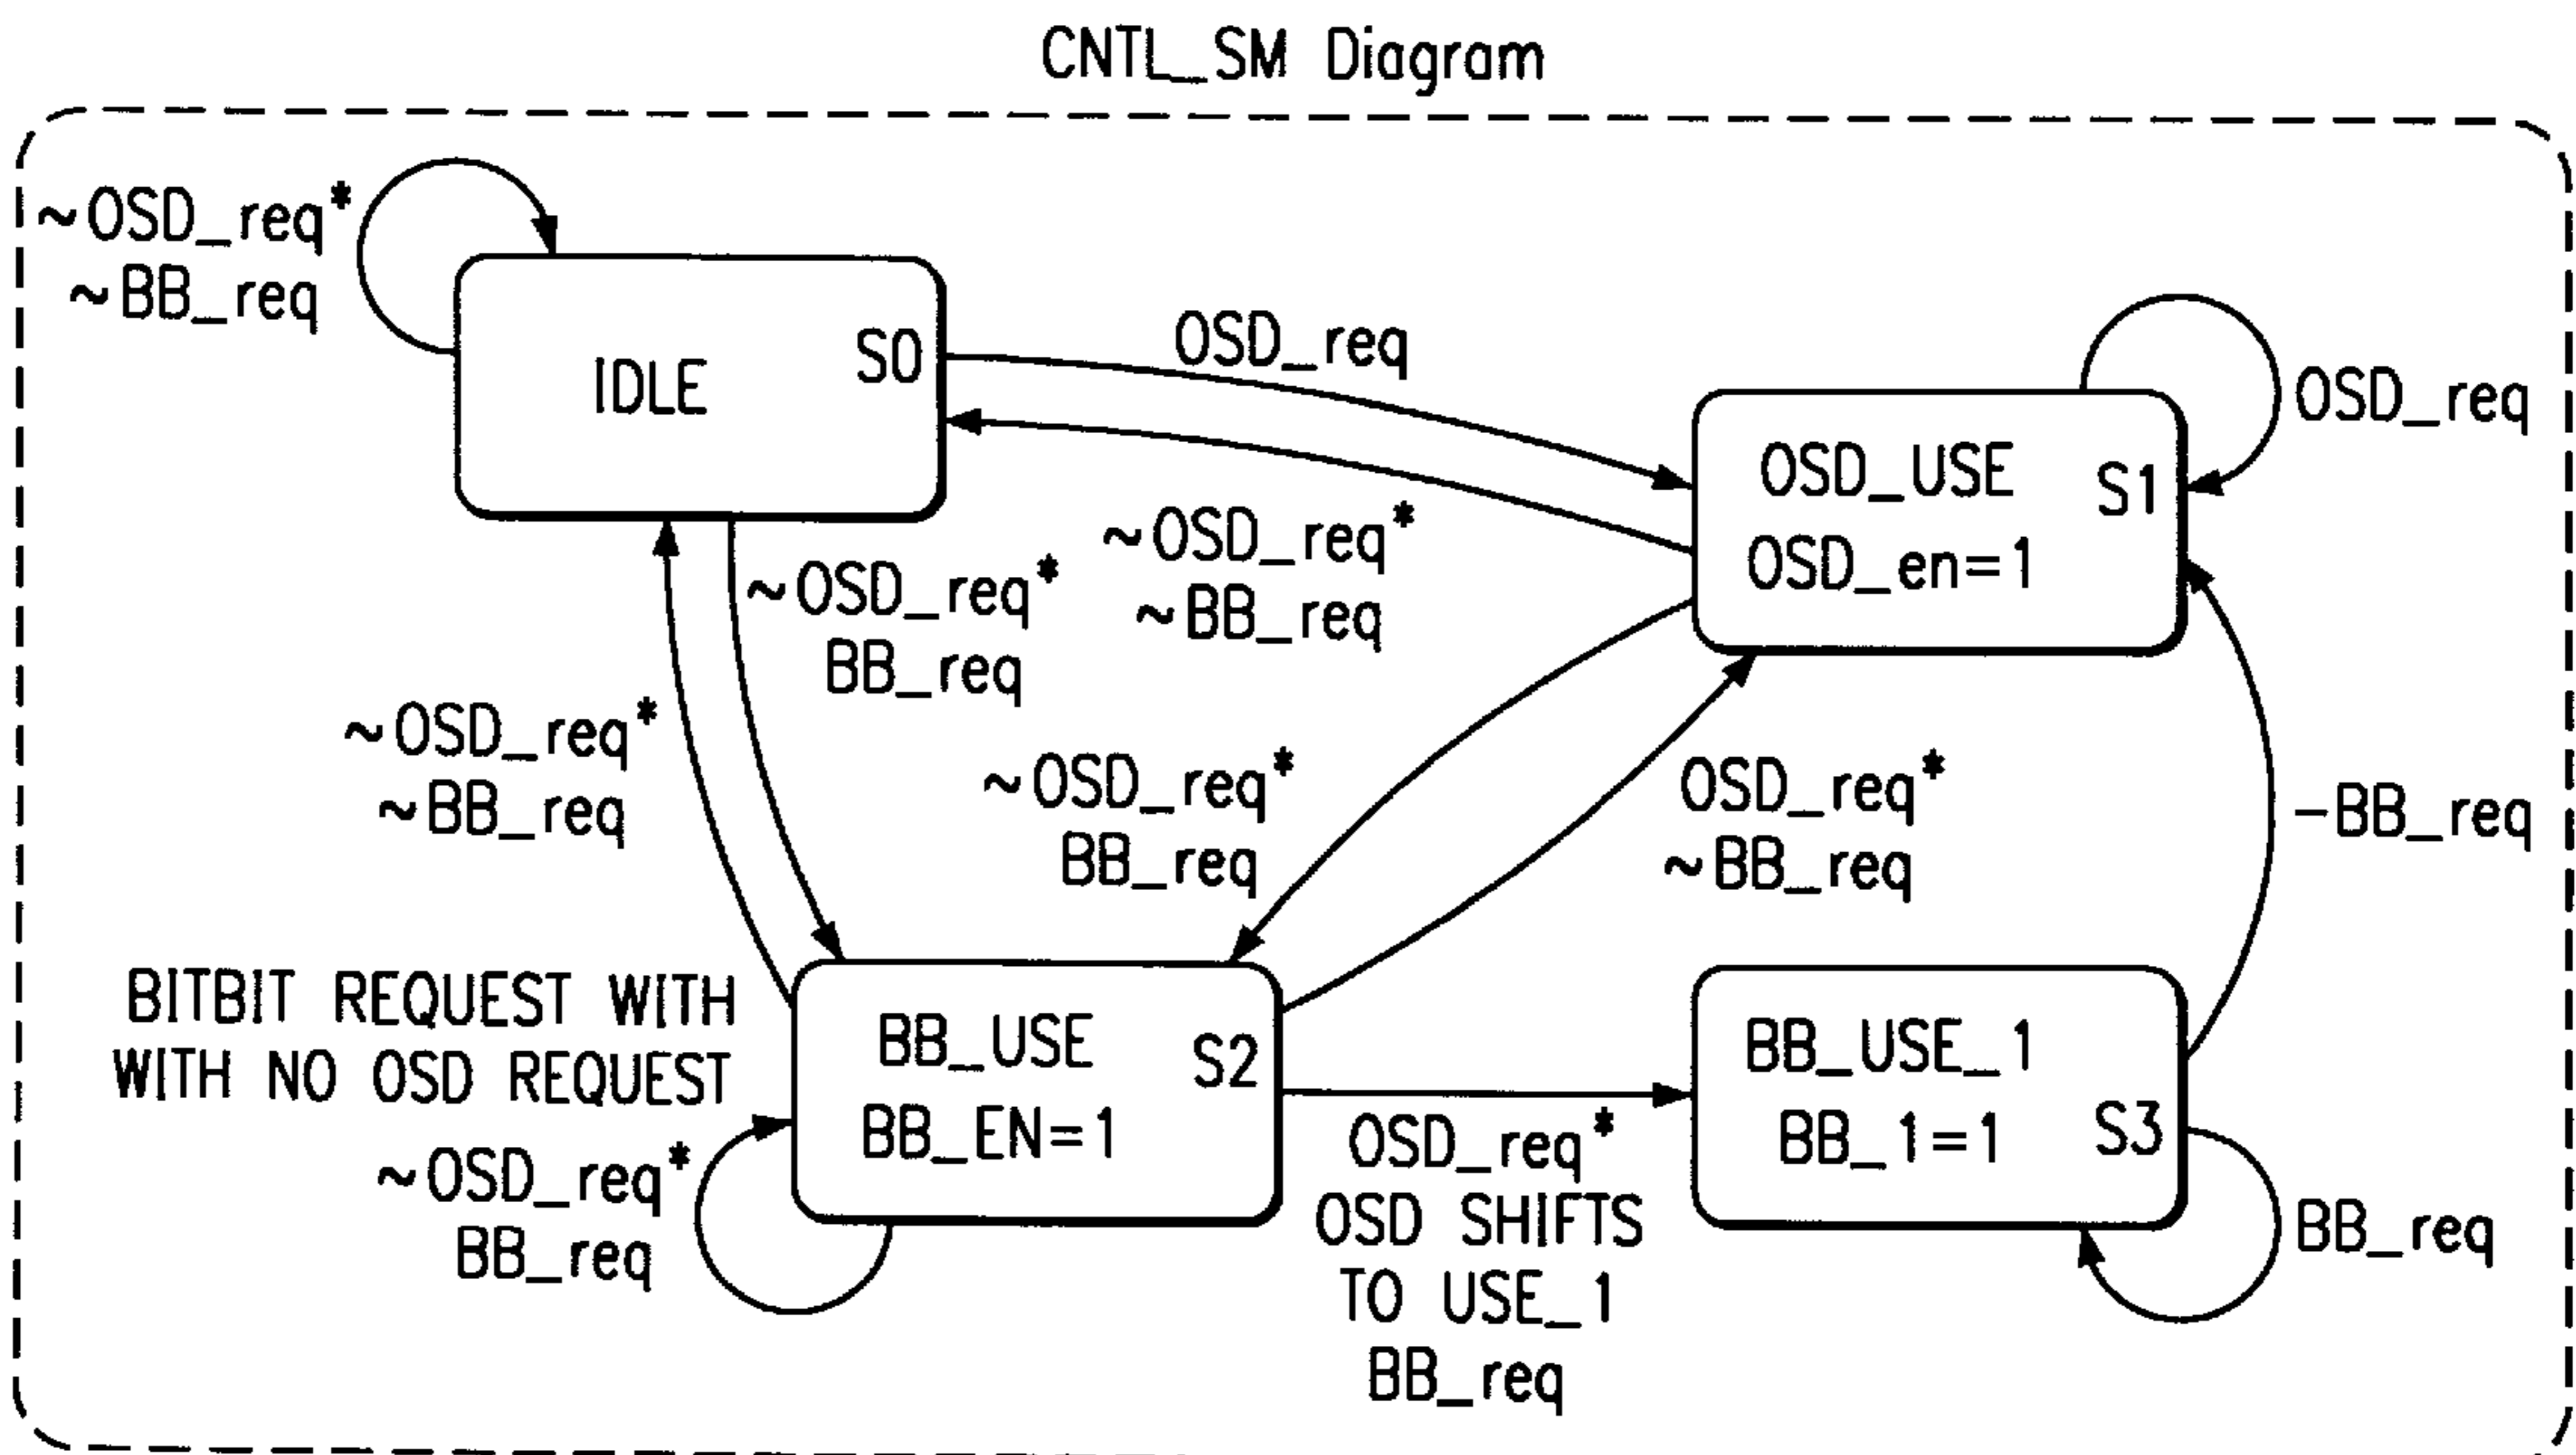 CNTL_SM Diagram
~OSD_req*
~BB_req
IDLE
S0
OSD_req
OSD_USE
OSD_en=1
S1
OSD_req
~OSD_req*
~BB_req
~OSD_req*
BB_req
~OSD_req*
~BB_req
~OSD_req*
BB_req
OSD_req*
~BB_req
-BB_req
BITBIT REQUEST WITH
WITH NO OSD REQUEST
~OSD_req*
BB_req
BB_USE
BB_EN=1
S2
OSD_req*
OSD SHIFTS
TO USE_1
BB_req
BB_USE_1
BB_1=1
S3
BB_req